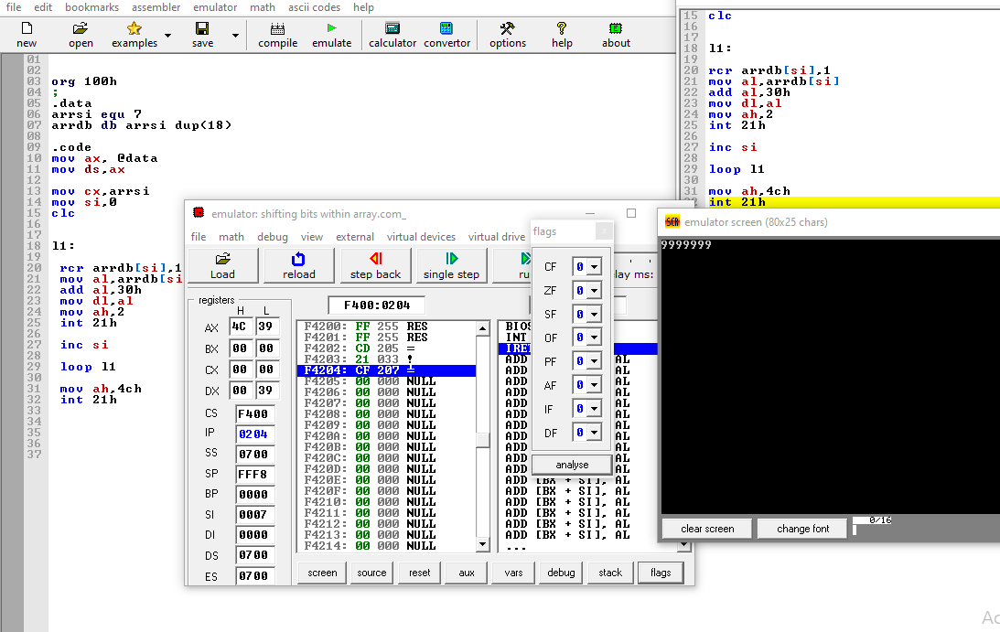 file edit bookmarks assembler emulator math ascii codes help
new open examples save compile emulate calculator convertor options help about
01
02
03 org 100h
04 ;
05 .data
06 arrsi equ 7
07 arrdb db arrsi dup(18)
08
09 .code
10 mov ax, @data
11 mov ds,ax
12
13 mov cx,arrsi
14 mov si,0
15 clc
16
17
18 l1:
19
20 rcr arrdb[si],1
21 mov al,arrdb[si
22 add al,30h
23 mov dl,al
24 mov ah,2
25 int 21h
26
27 inc si
28
29 loop l1
30
31 mov ah,4ch
32 int 21h
33
34
35
36
37
15 clc
16
17
18 l1:
19
20 rcr arrdb[si],1
21 mov al,arrdb[si]
22 add al,30h
23 mov dl,al
24 mov ah,2
25 int 21h
26
27 inc si
28
29 loop l1
30
31 mov ah,4ch
int 21h
emulator: shifting bits within array.com_
file math debug view external virtual devices virtual drive
Load reload step back single step ru
lay ms:
registers
H L
AX 4C 39
BX 00 00
CX 00 00
DX 00 39
CS F400
IP 0204
SS 0700
SP FFF8
BP 0000
SI 0007
DI 0000
DS 0700
ES 0700
F400:0204
F4200: FF 255 RES
F4201: FF 255 RES
F4202: CD 205 =
F4203: 21 033 !
F4204: CF 207 ╧
F4205: 00 000 NULL
F4206: 00 000 NULL
F4207: 00 000 NULL
F4208: 00 000 NULL
F4209: 00 000 NULL
F420A: 00 000 NULL
F420B: 00 000 NULL
F420C: 00 000 NULL
F420D: 00 000 NULL
F420E: 00 000 NULL
F420F: 00 000 NULL
F4210: 00 000 NULL
F4211: 00 000 NULL
F4212: 00 000 NULL
F4213: 00 000 NULL
F4214: 00 000 NULL
BIOS
INT
IRE
ADD AL
ADD AL
ADD AL
ADD AL
ADD AL
ADD AL
ADD AL
ADD AL
ADD AL
ADD AL
ADD AL
ADD [BX + SI], AL
ADD [BX + SI], AL
ADD [BX + SI], AL
ADD [BX + SI], AL
ADD [BX + SI], AL
ADD [BX + SI], AL
...
screen source reset aux vars debug stack flags
flags
CF 0
ZF 0
SF 0
OF 0
PF 0
AF 0
IF 0
DF 0
analyse
SCR emulator screen (80x25 chars)
9999999
clear screen change font 0/16
Ac